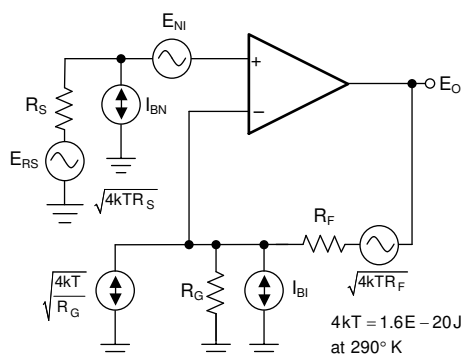 E_NI
E_O
R_S
I_BN
E_RS
√4kTR_S
R_F
√4kT/R_G
R_G
I_BI
√4kTR_F
4kT = 1.6E – 20J
at 290° K
+
–